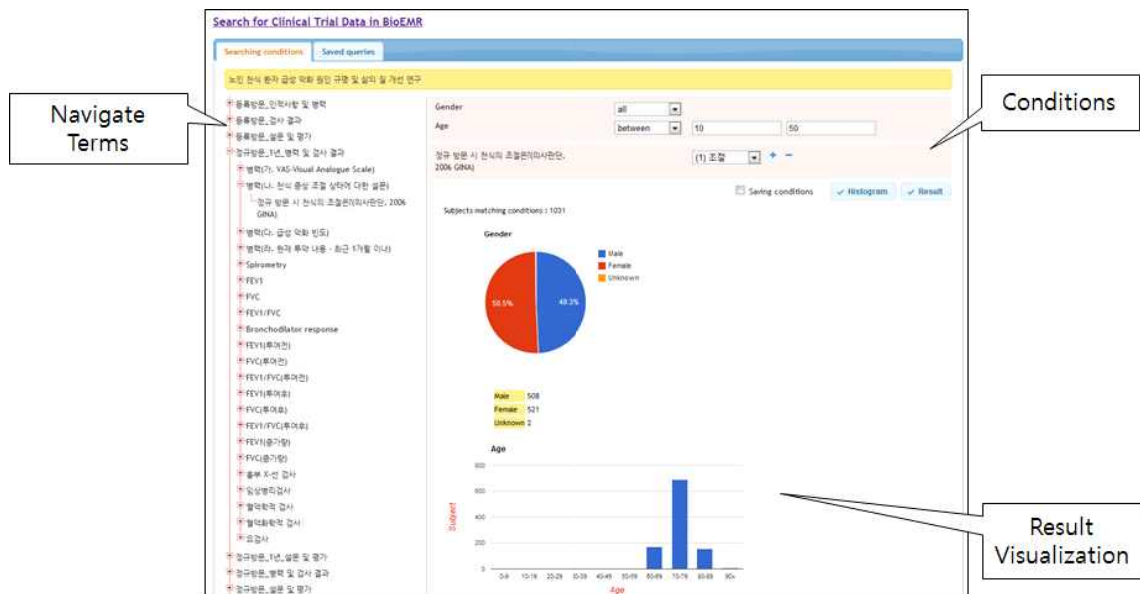 Search for Clinical Trial Data in BioEMR
Searching conditions
Saved queries
노인 천식 환자 급성 악화 원인 규명 및 삶의 질 개선 연구
Navigate
Terms
등록방문_인적사항 및 병력
등록방문_검사 결과
등록방문_설문 및 평가
정규방문_1년_병력 및 검사 결과
병력(가. VAS-Visual Analogue Scale)
병력(나. 천식 증상 조절 상태에 대한 설문)
정규 방문 시 천식의 조절은?(의사판단, 2006
GINA)
병력(다. 급성 악화 빈도)
병력(라. 현재 투약 내용 - 최근 1개월 이내)
Spirometry
FEV1
FVC
FEV1/FVC
Bronchodilator response
FEV1(투여전)
FVC(투여전)
FEV1/FVC(투여전)
FEV1(투여후)
FVC(투여후)
FEV1/FVC(투여후)
FEV1(증가량)
FVC(증가량)
흉부 X-선 검사
임상병리검사
혈액학적 검사
혈액화학적 검사
요검사
정규방문_1년_설문 및 평가
정규방문_병력 및 검사 결과
정규방문_설문 및 평가
Conditions
Gender
all
Age
between
10
50
정규 방문 시 천식의 조절은?(의사판단,
2006 GINA)
(1) 조절
+ −
Saving conditions
Histogram
Result
Subjects matching conditions : 1031
Gender
Male
Female
Unknown
50.5%
49.3%
Male 508
Female 521
Unknown 2
Age
800
600
400
200
0
Subject
0-9 10-19 20-29 30-39 40-49 50-59 60-69 70-79 80-89 90+
Age
Result
Visualization